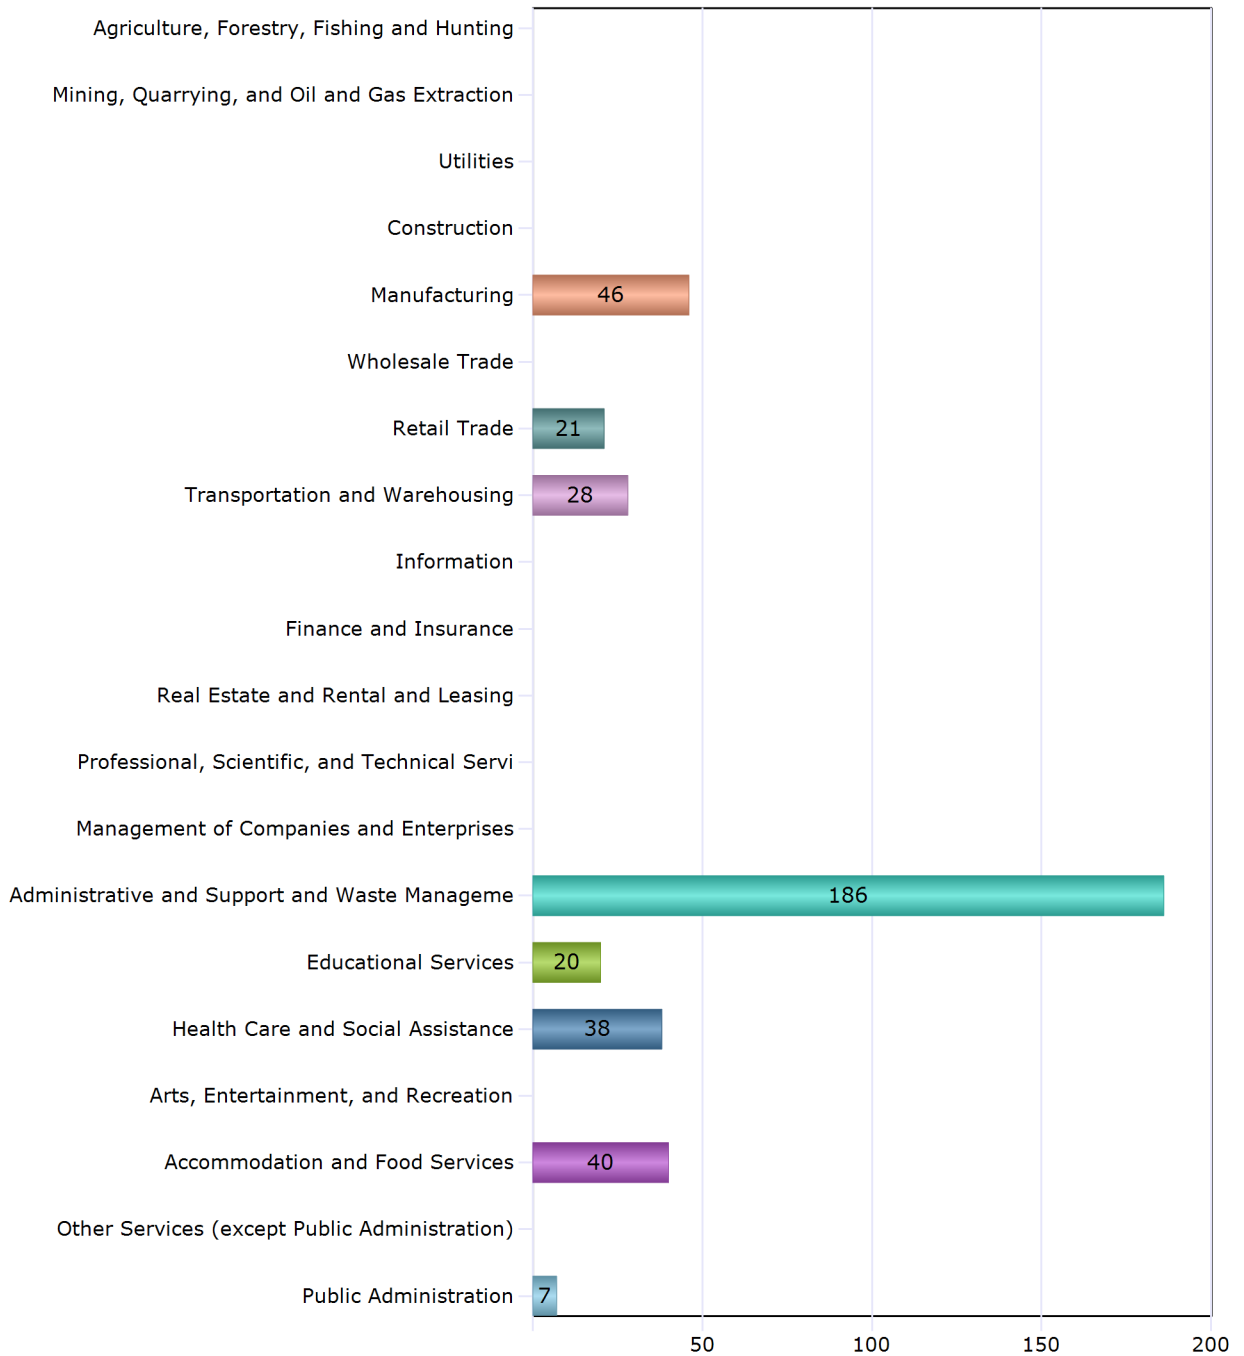 Agriculture, Forestry, Fishing and Hunting
Mining, Quarrying, and Oil and Gas Extraction
Utilities
Construction
Manufacturing 46
Wholesale Trade
Retail Trade 21
Transportation and Warehousing 28
Information
Finance and Insurance
Real Estate and Rental and Leasing
Professional, Scientific, and Technical Servi
Management of Companies and Enterprises
Administrative and Support and Waste Manageme 186
Educational Services 20
Health Care and Social Assistance 38
Arts, Entertainment, and Recreation
Accommodation and Food Services 40
Other Services (except Public Administration)
Public Administration 7
50 100 150 200